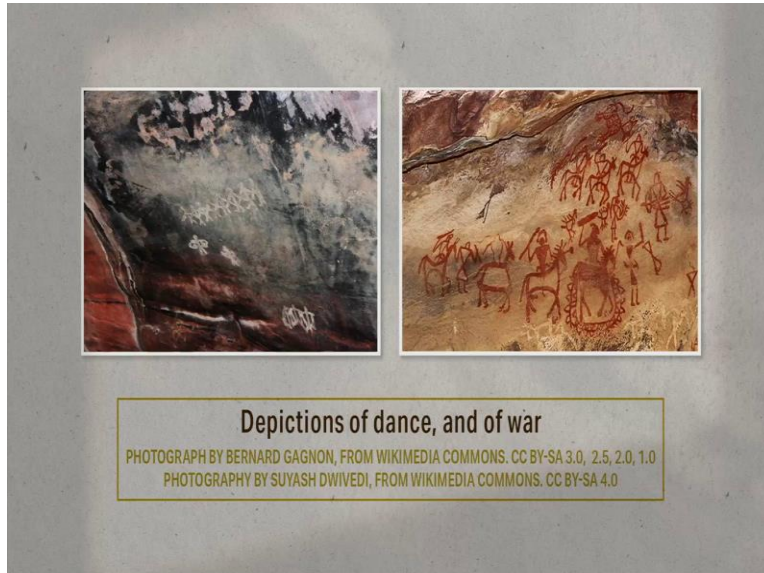 Depictions of dance, and of war
PHOTOGRAPH BY BERNARD GAGNON, FROM WIKIMEDIA COMMONS. CC BY-SA 3.0, 2.5, 2.0, 1.0
PHOTOGRAPHY BY SUYASH DWIVEDI, FROM WIKIMEDIA COMMONS. CC BY-SA 4.0